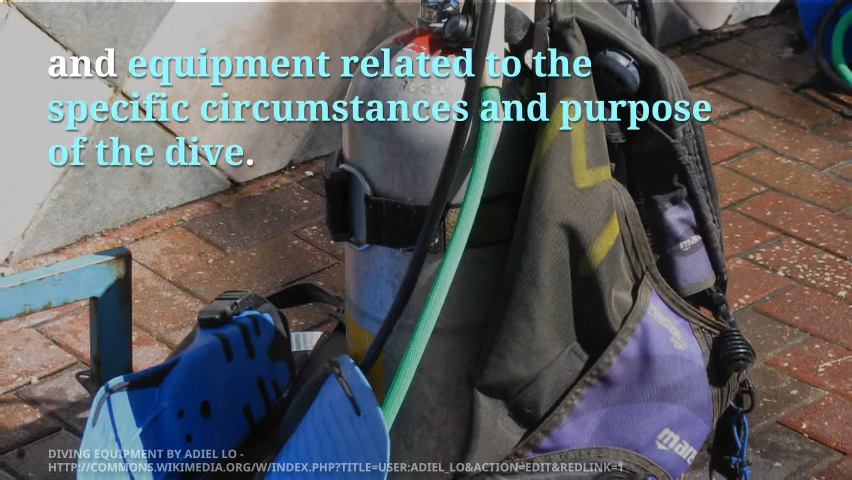 and equipment related to the
specific circumstances and purpose
of the dive.
mares
DIVING EQUIPMENT BY ADIEL LO -
HTTP://COMMONS.WIKIMEDIA.ORG/W/INDEX.PHP?TITLE=USER:ADIEL_LO&ACTION=EDIT&REDLINK=1